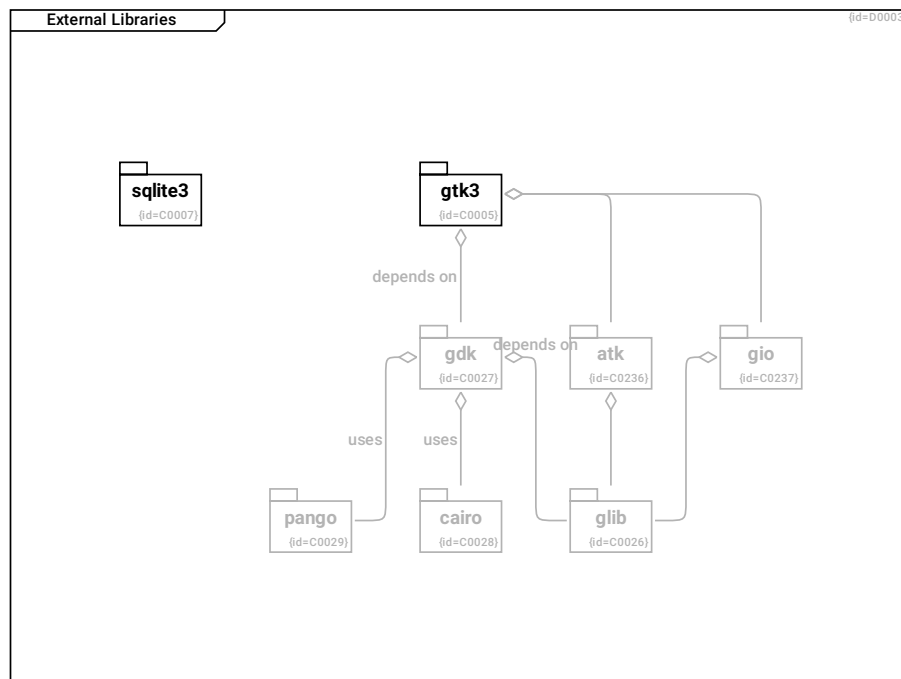 External Libraries
{id=D0003
sqlite3
{id=C0007}
gtk3
{id=C0005}
depends on
gdk
{id=C0027}
depends on
atk
{id=C0236}
gio
{id=C0237}
uses
uses
pango
{id=C0029}
cairo
{id=C0028}
glib
{id=C0026}